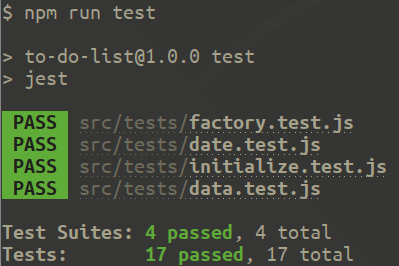 $ npm run test
> to-do-list@1.0.0 test
> jest
PASS src/tests/factory.test.js
PASS src/tests/date.test.js
PASS src/tests/initialize.test.js
PASS src/tests/data.test.js
Test Suites: 4 passed, 4 total
Tests: 17 passed, 17 total